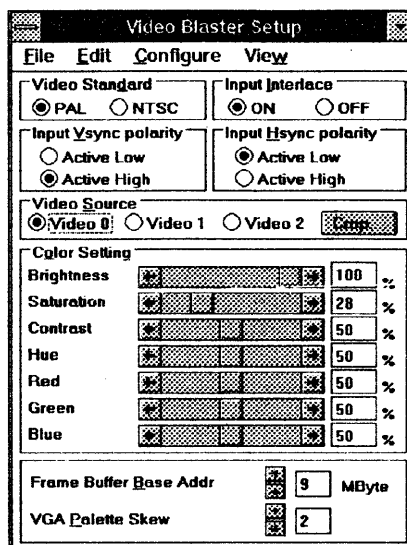 Video Blaster Setup
File Edit Configure View
Video Standard
PAL NTSC
Input Interlace
ON OFF
Input Vsync polarity
Active Low
Active High
Input Hsync polarity
Active Low
Active High
Video Source
Video 0 Video 1 Video 2 Crop
Color Setting
Brightness 100 %
Saturation 28 %
Contrast 50 %
Hue 50 %
Red 50 %
Green 50 %
Blue 50 %
Frame Buffer Base Addr 9 MByte
VGA Palette Skew 2